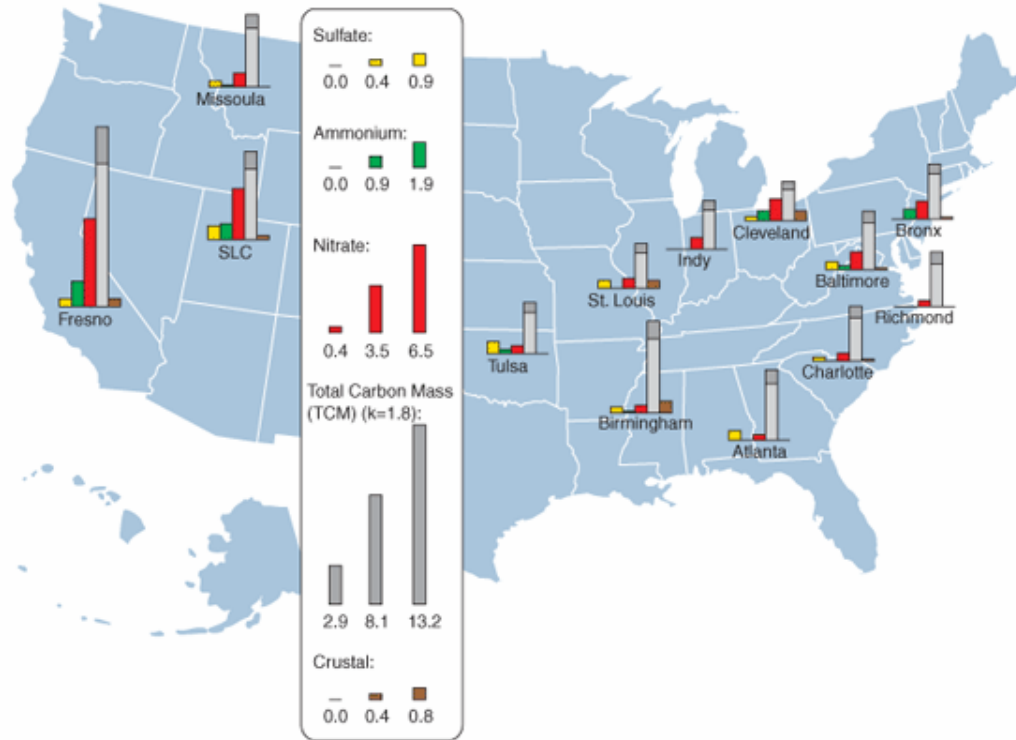 Sulfate:
0.0 0.4 0.9
Ammonium:
0.0 0.9 1.9
Nitrate:
0.4 3.5 6.5
Total Carbon Mass
(TCM) (k=1.8):
2.9 8.1 13.2
Crustal:
0.0 0.4 0.8
Missoula
SLC
Fresno
Tulsa
St. Louis
Indy
Cleveland
Bronx
Baltimore
Richmond
Charlotte
Birmingham
Atlanta